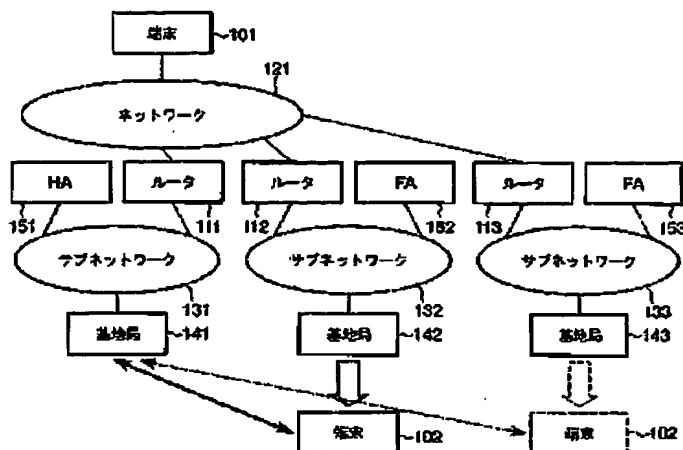 端末 101
121
ネットワーク
HA ルータ ルータ FA ルータ FA
151 111 112 152 113 153
サブネットワーク サブネットワーク サブネットワーク
131 132 133
基地局 141 基地局 142 基地局 143
端末 102 端末 102